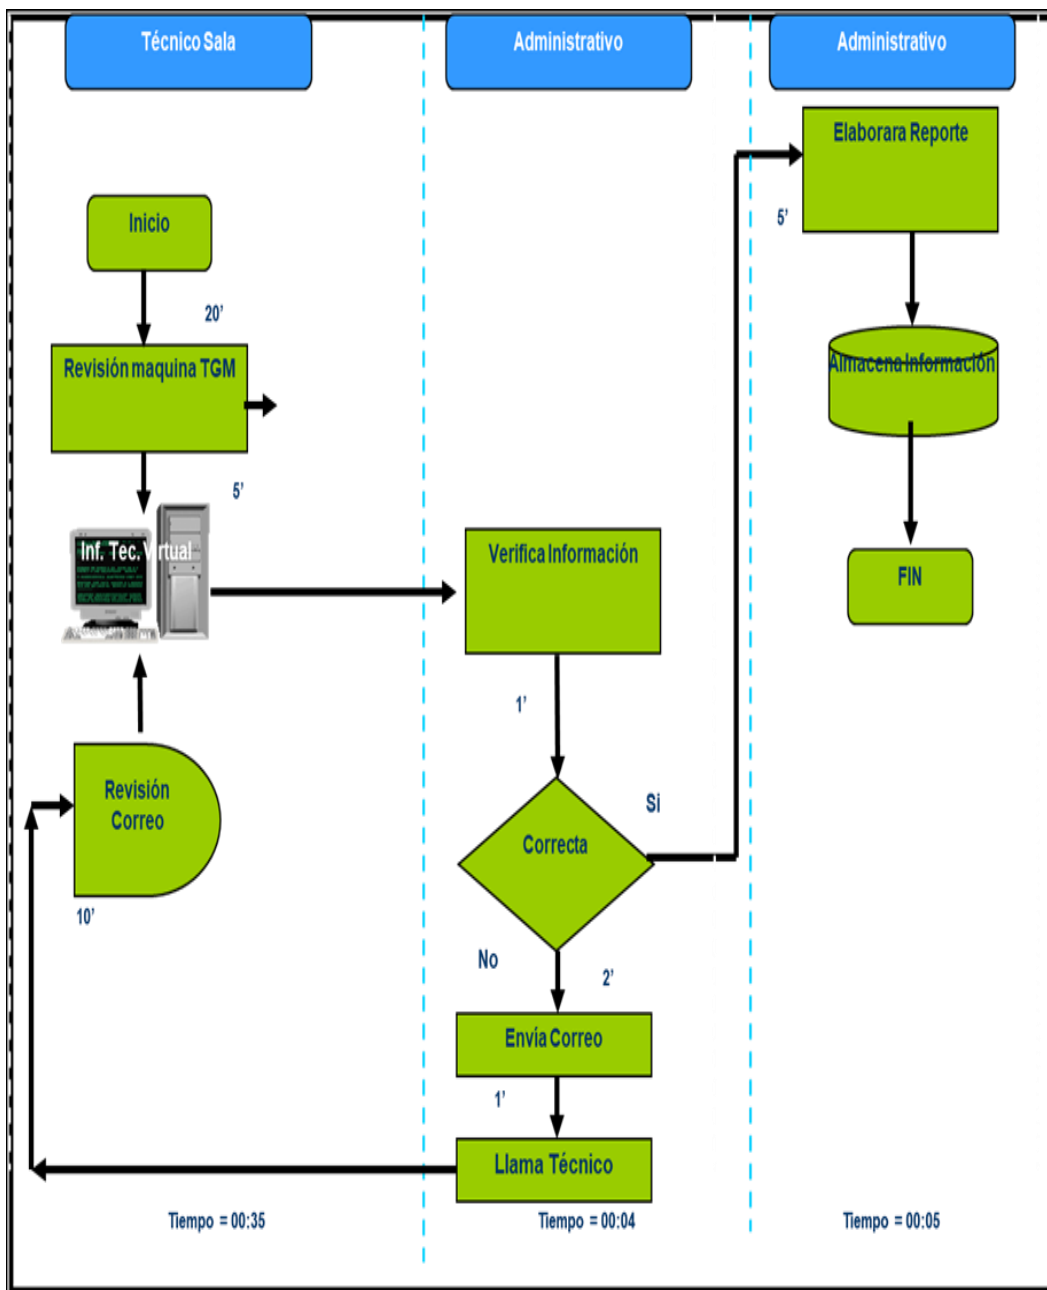 Técnico Sala
Administrativo
Administrativo
Inicio
20’
Revisión maquina TGM
5’
Inf. Tec. Virtual
Revisión
Correo
10’
Tiempo = 00:35
Verifica Información
1’
Correcta
Si
No
2’
Envía Correo
1’
Llama Técnico
Tiempo = 00:04
Elaborara Reporte
5’
Almacena Información
FIN
Tiempo = 00:05